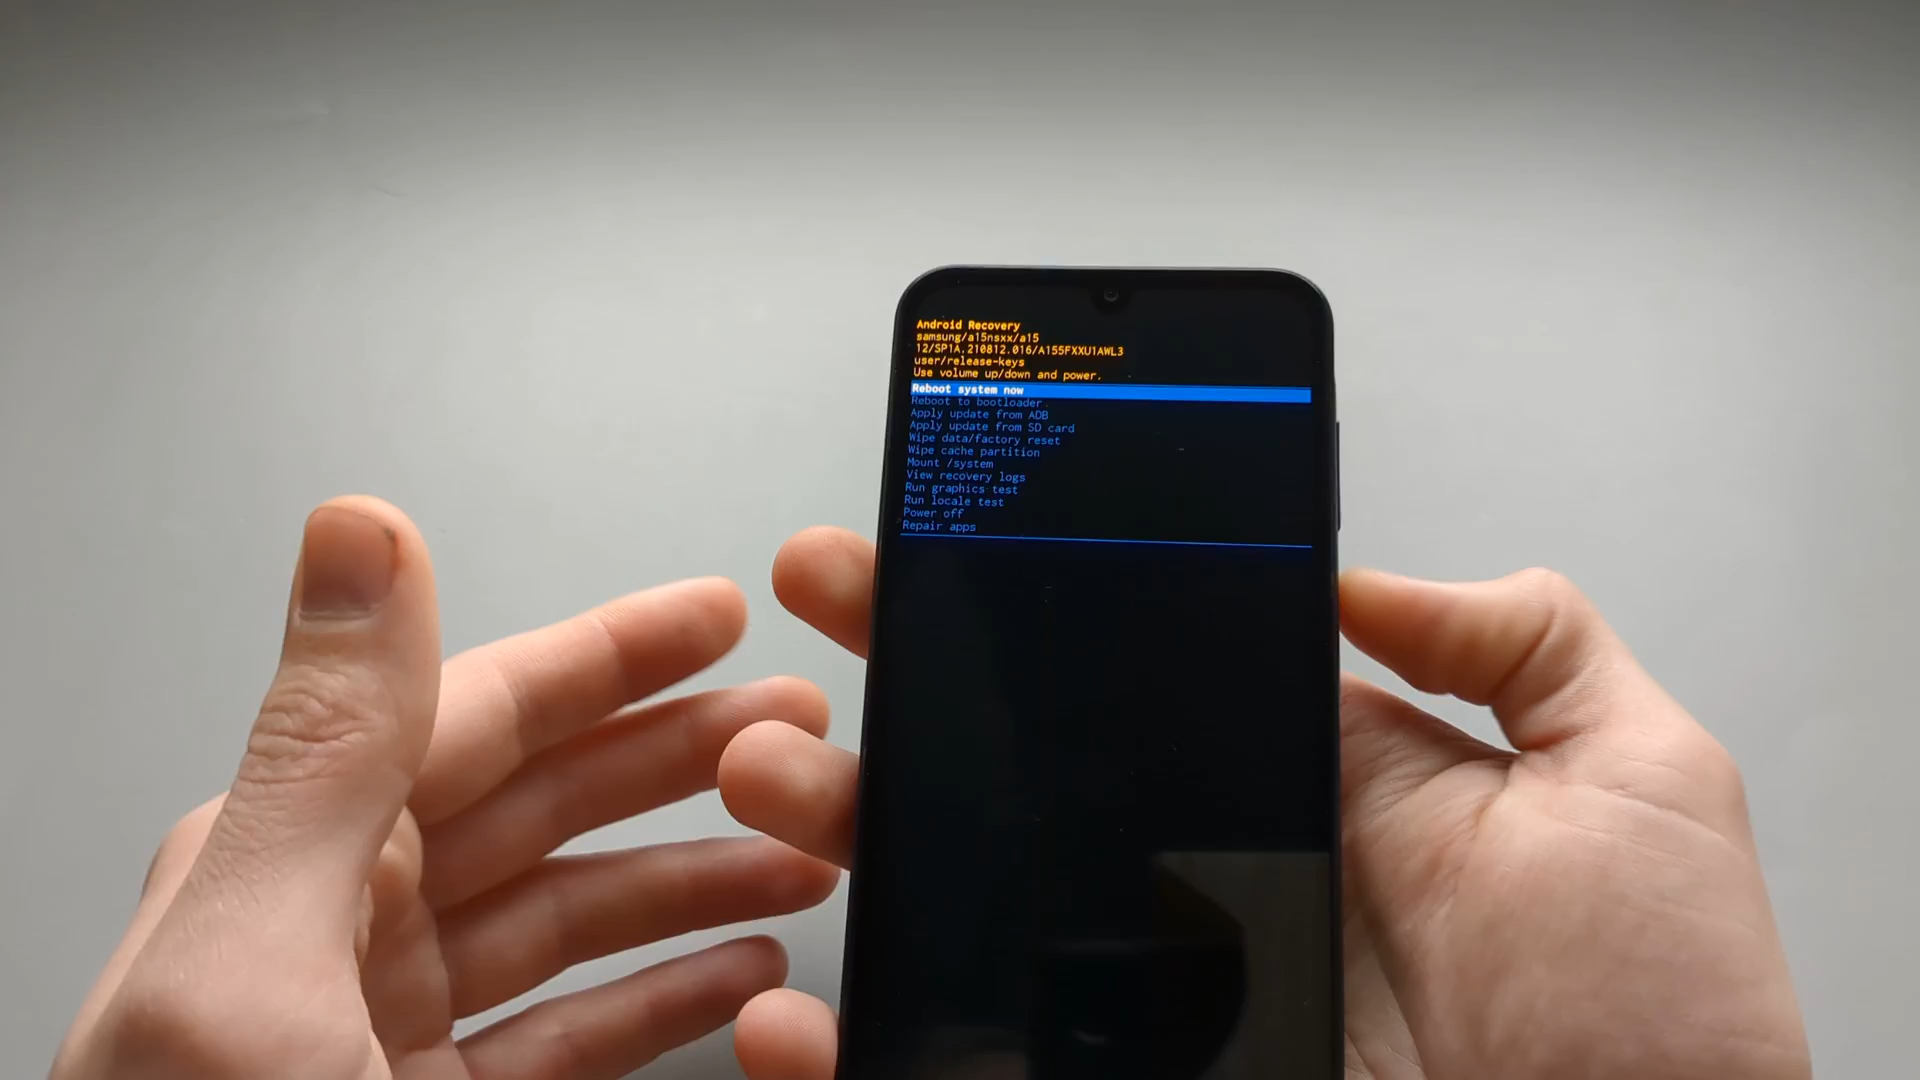 Android Recovery
samsung/a15nsxx/a15
12/SP1A.210812.016/A155FXXU1AWL3
user/release-keys
Use volume up/down and power.
Reboot system now
Reboot to bootloader
Apply update from ADB
Apply update from SD card
Wipe data/factory reset
Wipe cache partition
Mount /system
View recovery logs
Run graphics test
Run locale test
Power off
Repair apps